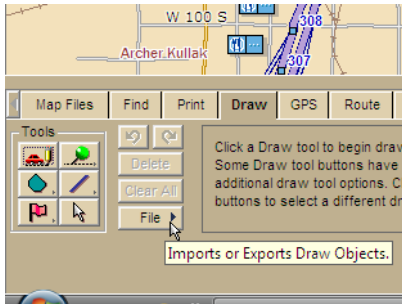 W 100 S
308
Archer.Kullak
307
Map Files Find Print Draw GPS Route
Tools
Delete
Clear All
File
Click a Draw tool to begin draw
Some Draw tool buttons have
additional draw tool options. C
buttons to select a different dr
Imports or Exports Draw Objects.